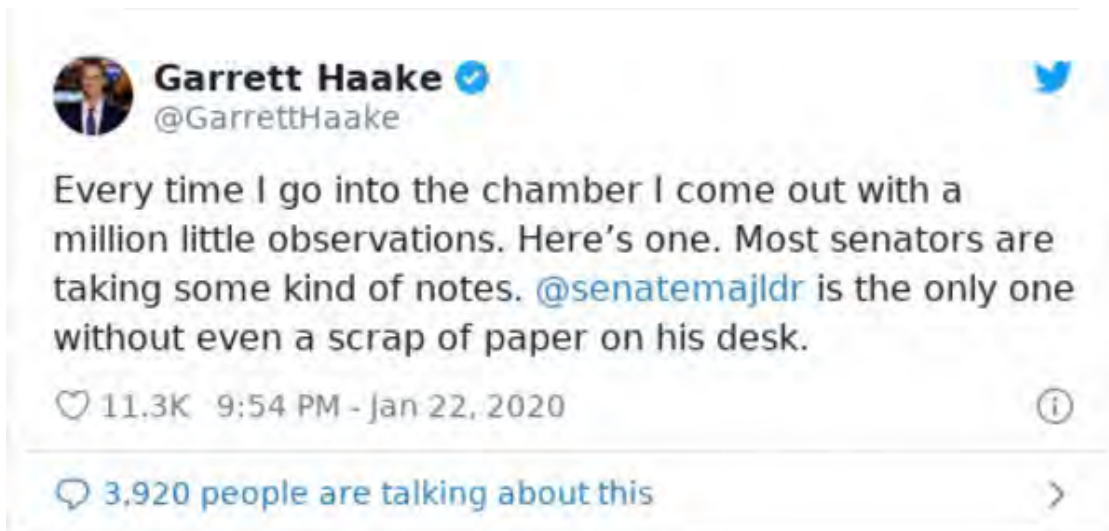 Garrett Haake
@GarrettHaake
Every time I go into the chamber I come out with a
million little observations. Here’s one. Most senators are
taking some kind of notes. @senatemajldr is the only one
without even a scrap of paper on his desk.
11.3K 9:54 PM - Jan 22, 2020
3,920 people are talking about this